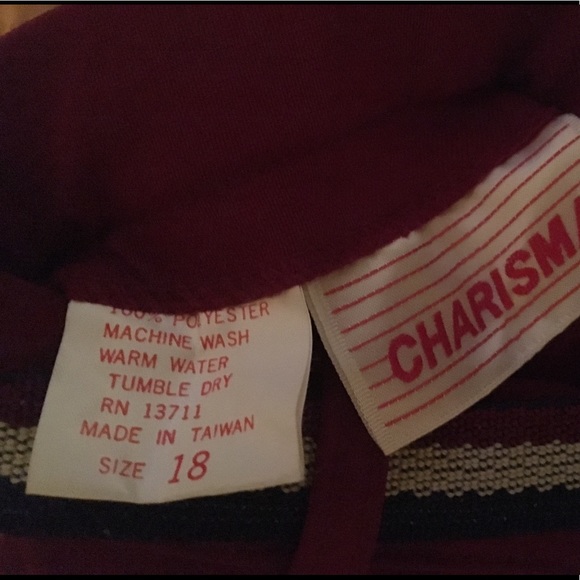 100% POLYESTER
MACHINE WASH
WARM WATER
TUMBLE DRY
RN 13711
MADE IN TAIWAN
SIZE 18
CHARISMA